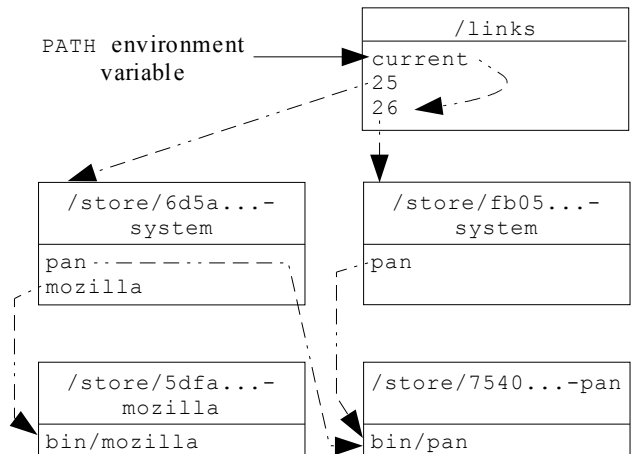 /links
PATH environment
variable
current
25
26
/store/6d5a...-
system
pan
mozilla
/store/fb05...-
system
pan
/store/5dfa...-
mozilla
bin/mozilla
/store/7540...-pan
bin/pan